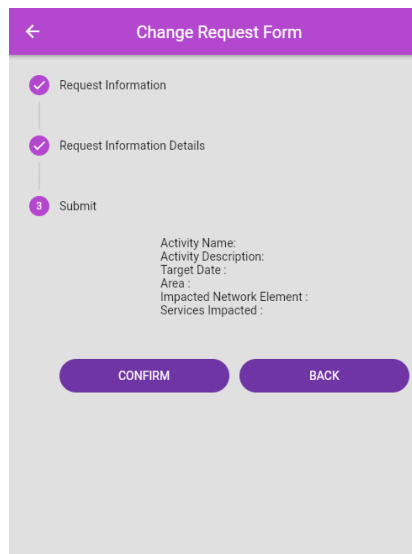 Change Request Form
Request Information
Request Information Details
3 Submit
Activity Name:
Activity Description:
Target Date :
Area :
Impacted Network Element :
Services Impacted :
CONFIRM BACK